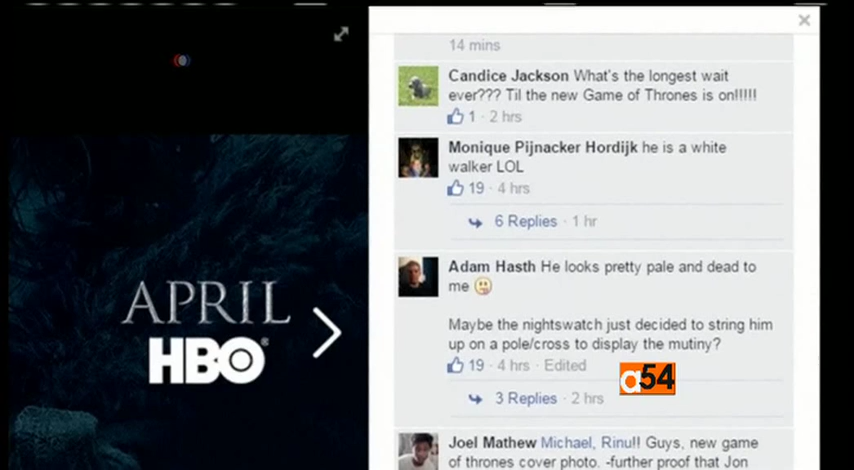 14 mins
Candice Jackson What's the longest wait
ever??? Til the new Game of Thrones is on!!!!!
1 · 2 hrs
Monique Pijnacker Hordijk he is a white
walker LOL
19 · 4 hrs
6 Replies · 1 hr
Adam Hasth He looks pretty pale and dead to
me
Maybe the nightswatch just decided to string him
up on a pole/cross to display the mutiny?
19 · 4 hrs · Edited
3 Replies · 2 hrs
Joel Mathew Michael, Rinu!! Guys, new game
of thrones cover photo. -further proof that Jon
APRIL
HBO®
a54